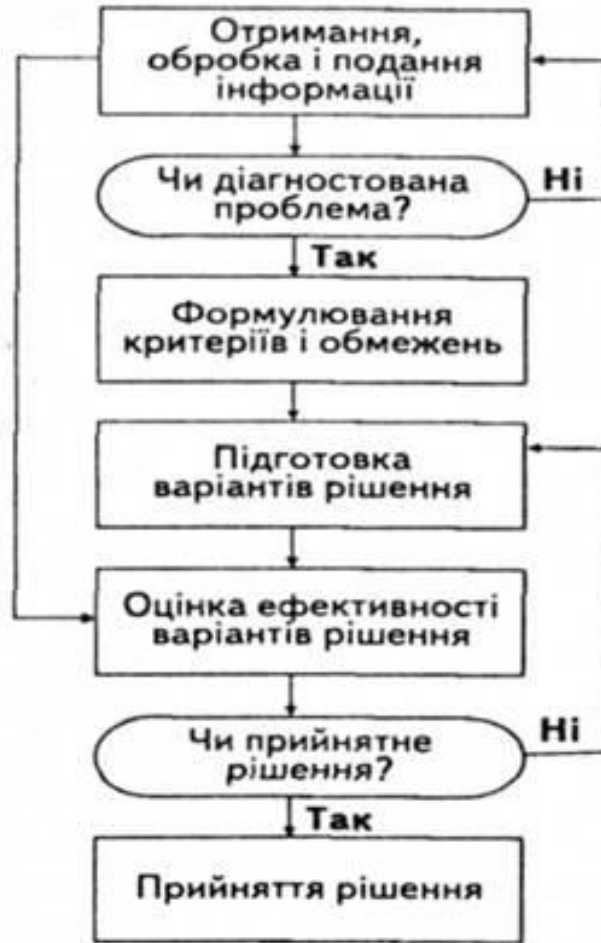 Отримання,
обробка і подання
інформації
Чи діагностована
проблема?
Ні
Так
Формулювання
критеріїв і обмежень
Підготовка
варіантів рішення
Оцінка ефективності
варіантів рішення
Чи прийнятне
рішення?
Ні
Так
Прийняття рішення